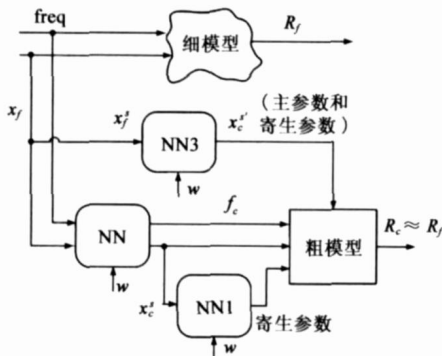 freq
细模型
R_f
x_f
x_f^s
NN3
x_c^{s'}
(主参数和
寄生参数)
w
NN
f_c
粗模型
R_c ≈ R_f
w
x_c^s
NN1
寄生参数
w